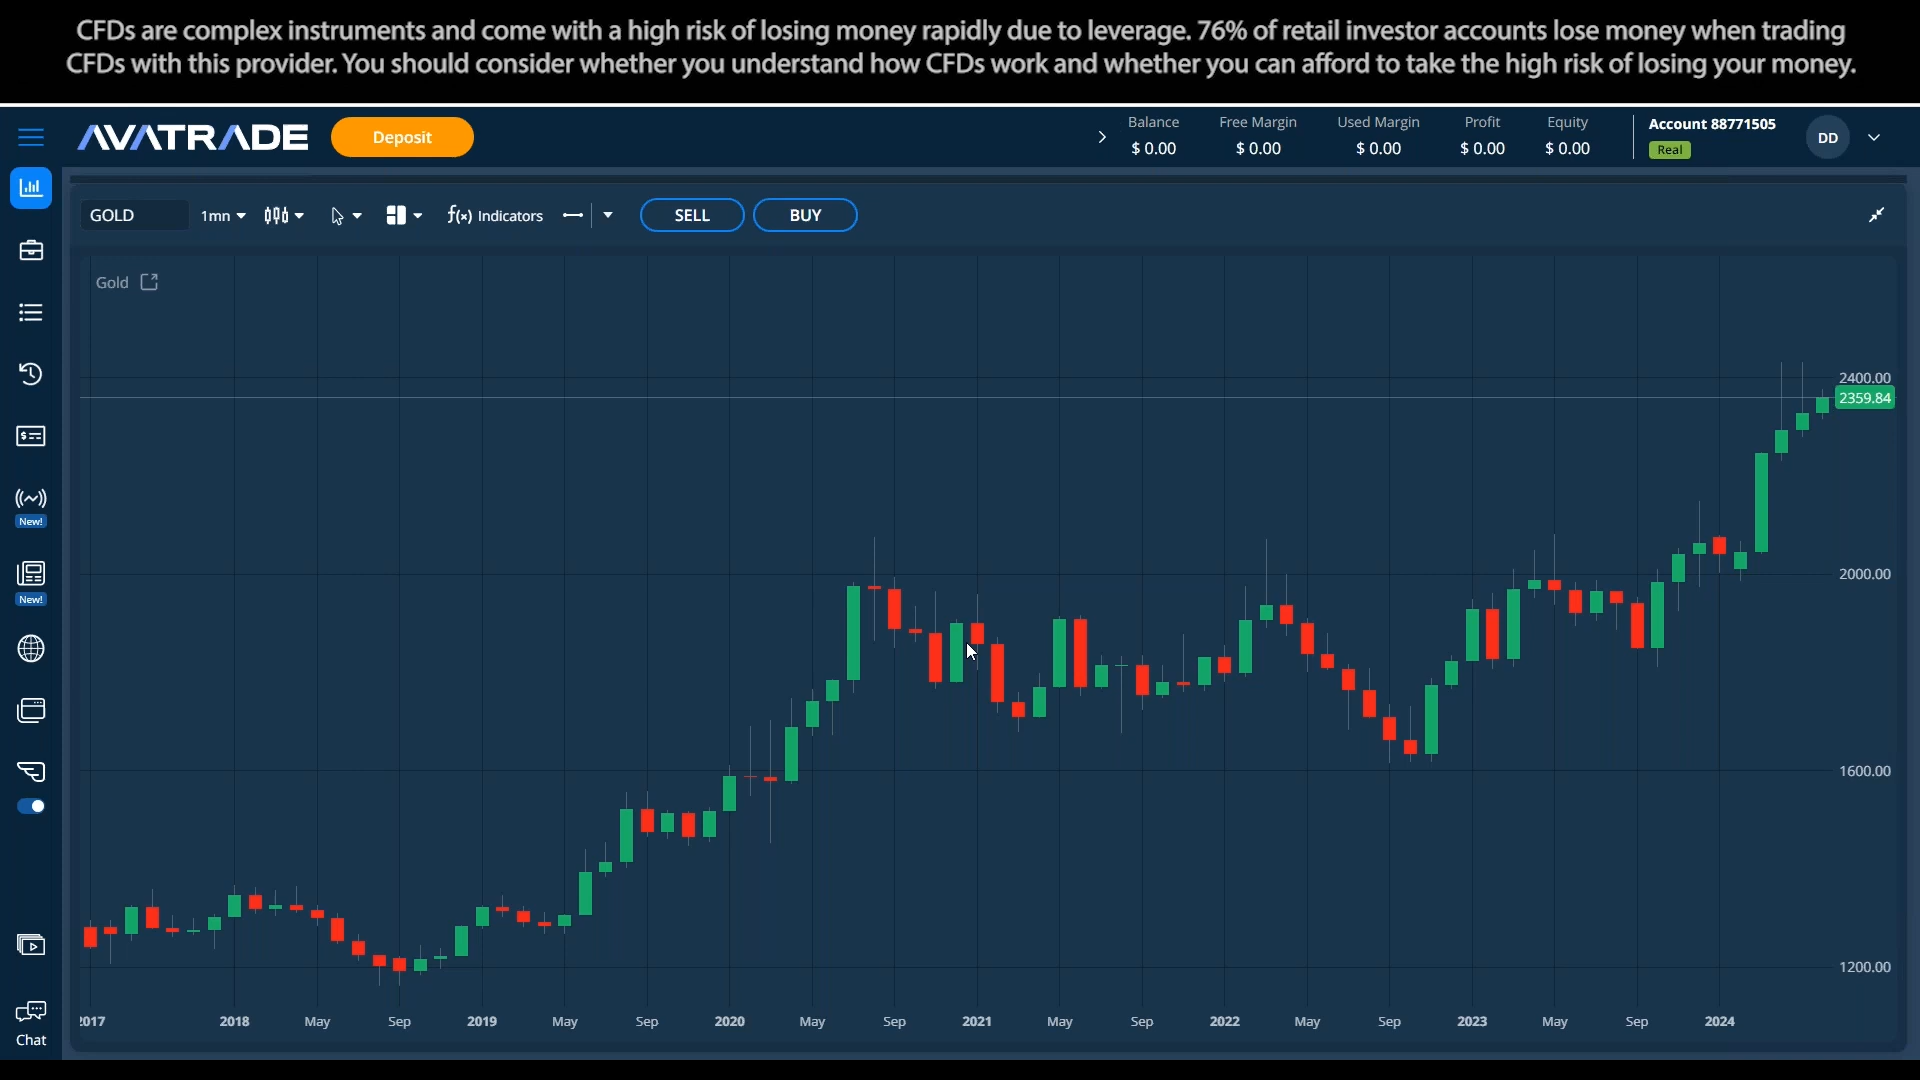 CFDs are complex instruments and come with a high risk of losing money rapidly due to leverage. 76% of retail investor accounts lose money when trading
CFDs with this provider. You should consider whether you understand how CFDs work and whether you can afford to take the high risk of losing your money.
AVATRADE
Deposit
Balance Free Margin Used Margin Profit Equity
$ 0.00 $ 0.00 $ 0.00 $ 0.00 $ 0.00
Account 88771505
Real
DD
GOLD 1mn f(x) Indicators SELL BUY
Gold
2400.00
2359.84
2000.00
1600.00
1200.00
New!
New!
Chat
2017 2018 May Sep 2019 May Sep 2020 May Sep 2021 May Sep 2022 May Sep 2023 May Sep 2024